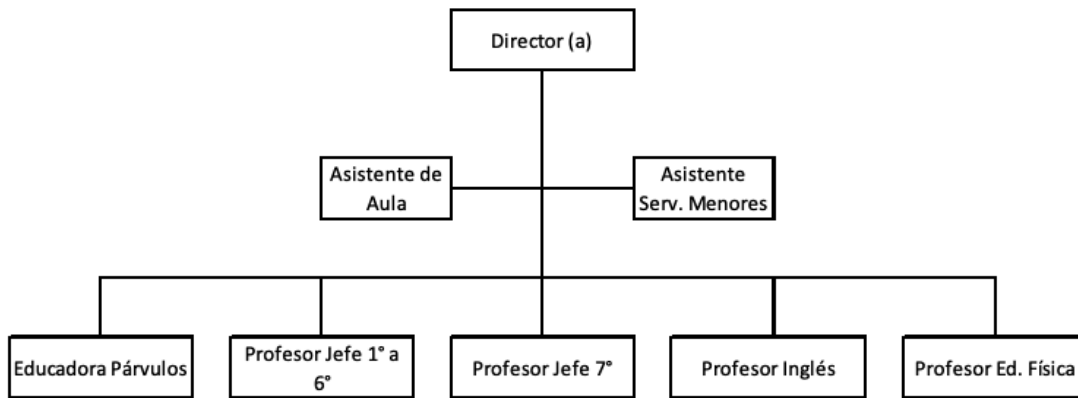 Director (a)
Asistente de
Aula
Asistente
Serv. Menores
Educadora Párvulos
Profesor Jefe 1° a
6°
Profesor Jefe 7°
Profesor Inglés
Profesor Ed. Física